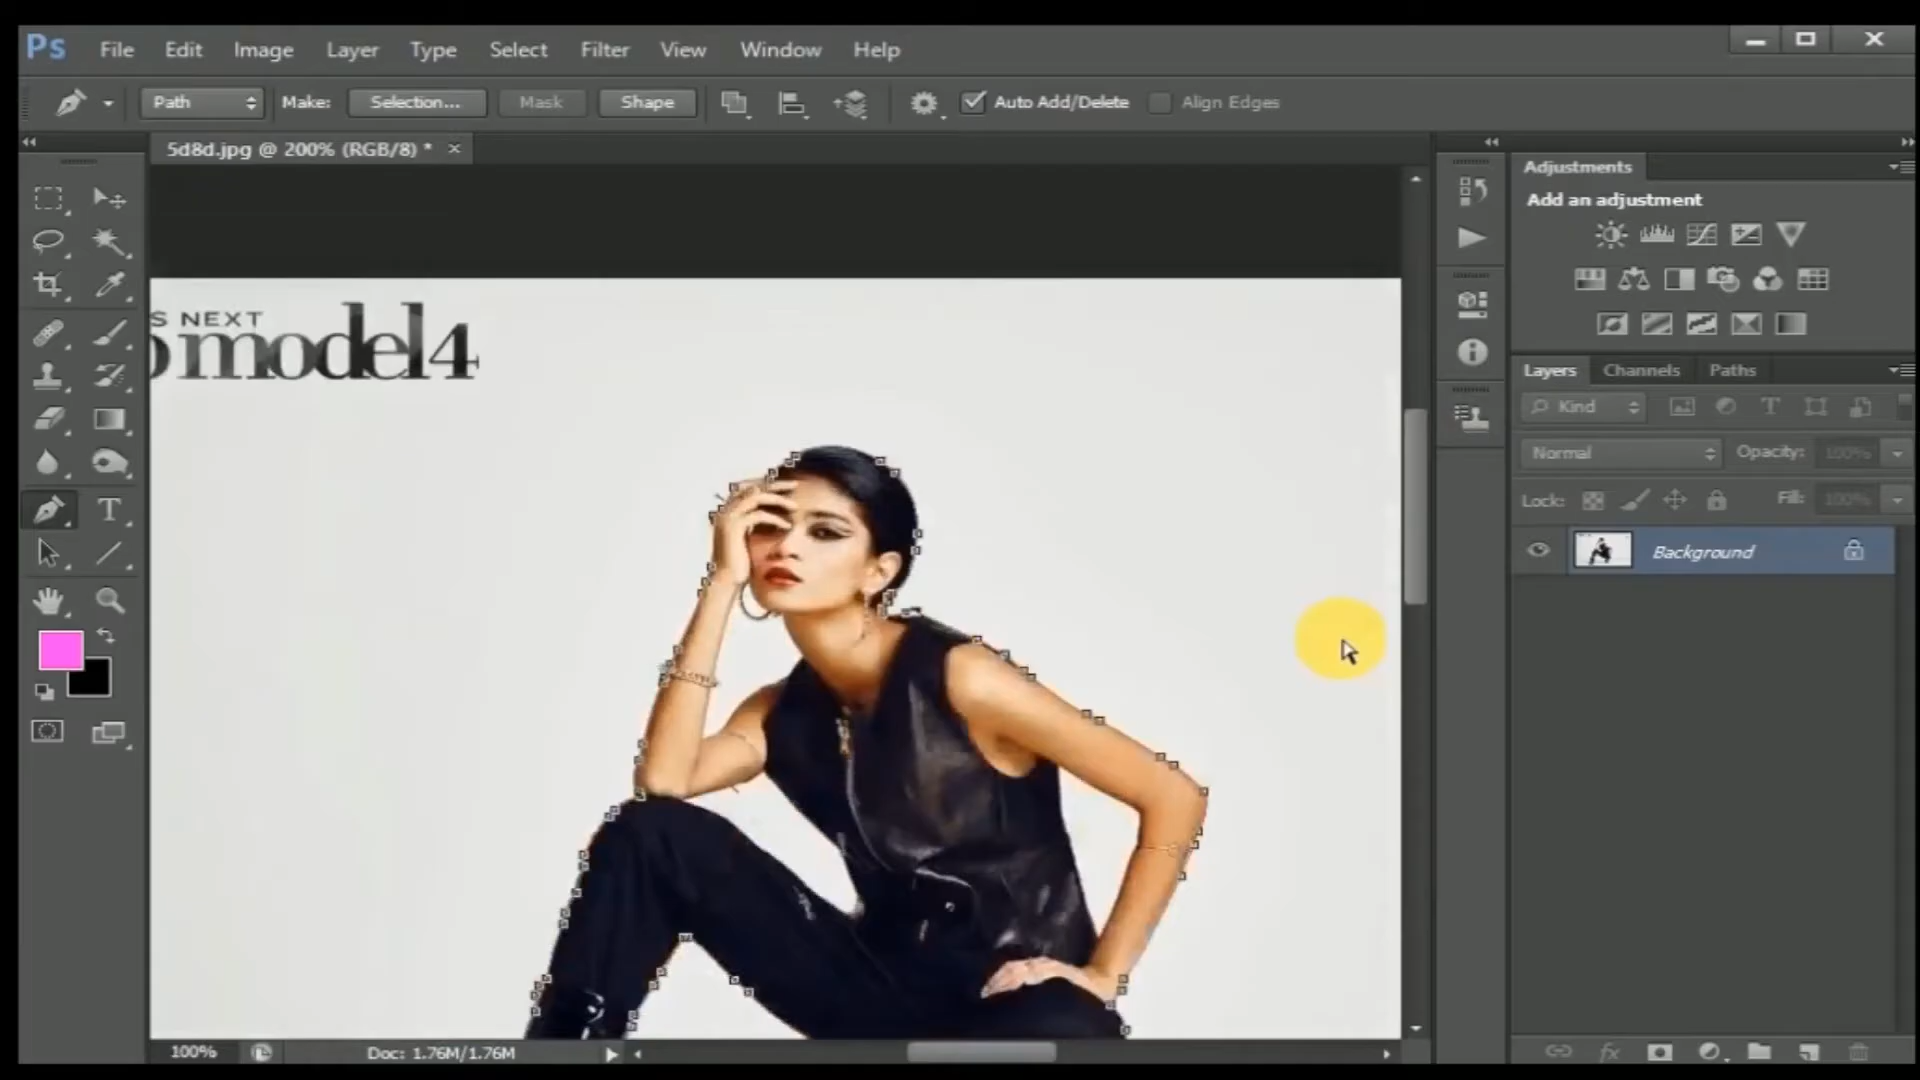 Ps File Edit Image Layer Type Select Filter View Window Help
Path Make: Selection... Mask Shape Auto Add/Delete Align Edges
5d8d.jpg @ 200% (RGB/8) * ×
Adjustments
Add an adjustment
S NEXT
model4
Layers Channels Paths
Kind
Normal Opacity: 100%
Lock: Fill: 100%
Background
100% Doc: 1.76M/1.76M